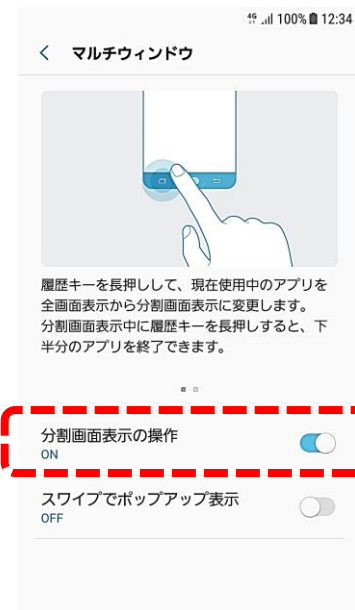 4G 100% 12:34
マルチウィンドウ
履歴キーを長押しして、現在使用中のアプリを
全画面表示から分割画面表示に変更します。
分割画面表示中に履歴キーを長押しすると、下
半分のアプリを終了できます。
分割画面表示の操作
ON
スワイプでポップアップ表示
OFF